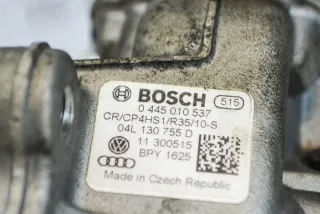 BOSCH 515
0 445 010 537
CR/CP4HS1/R35/10-S
04L 130 755 D
11 300515
BPY 1625
Made in Czech Republic